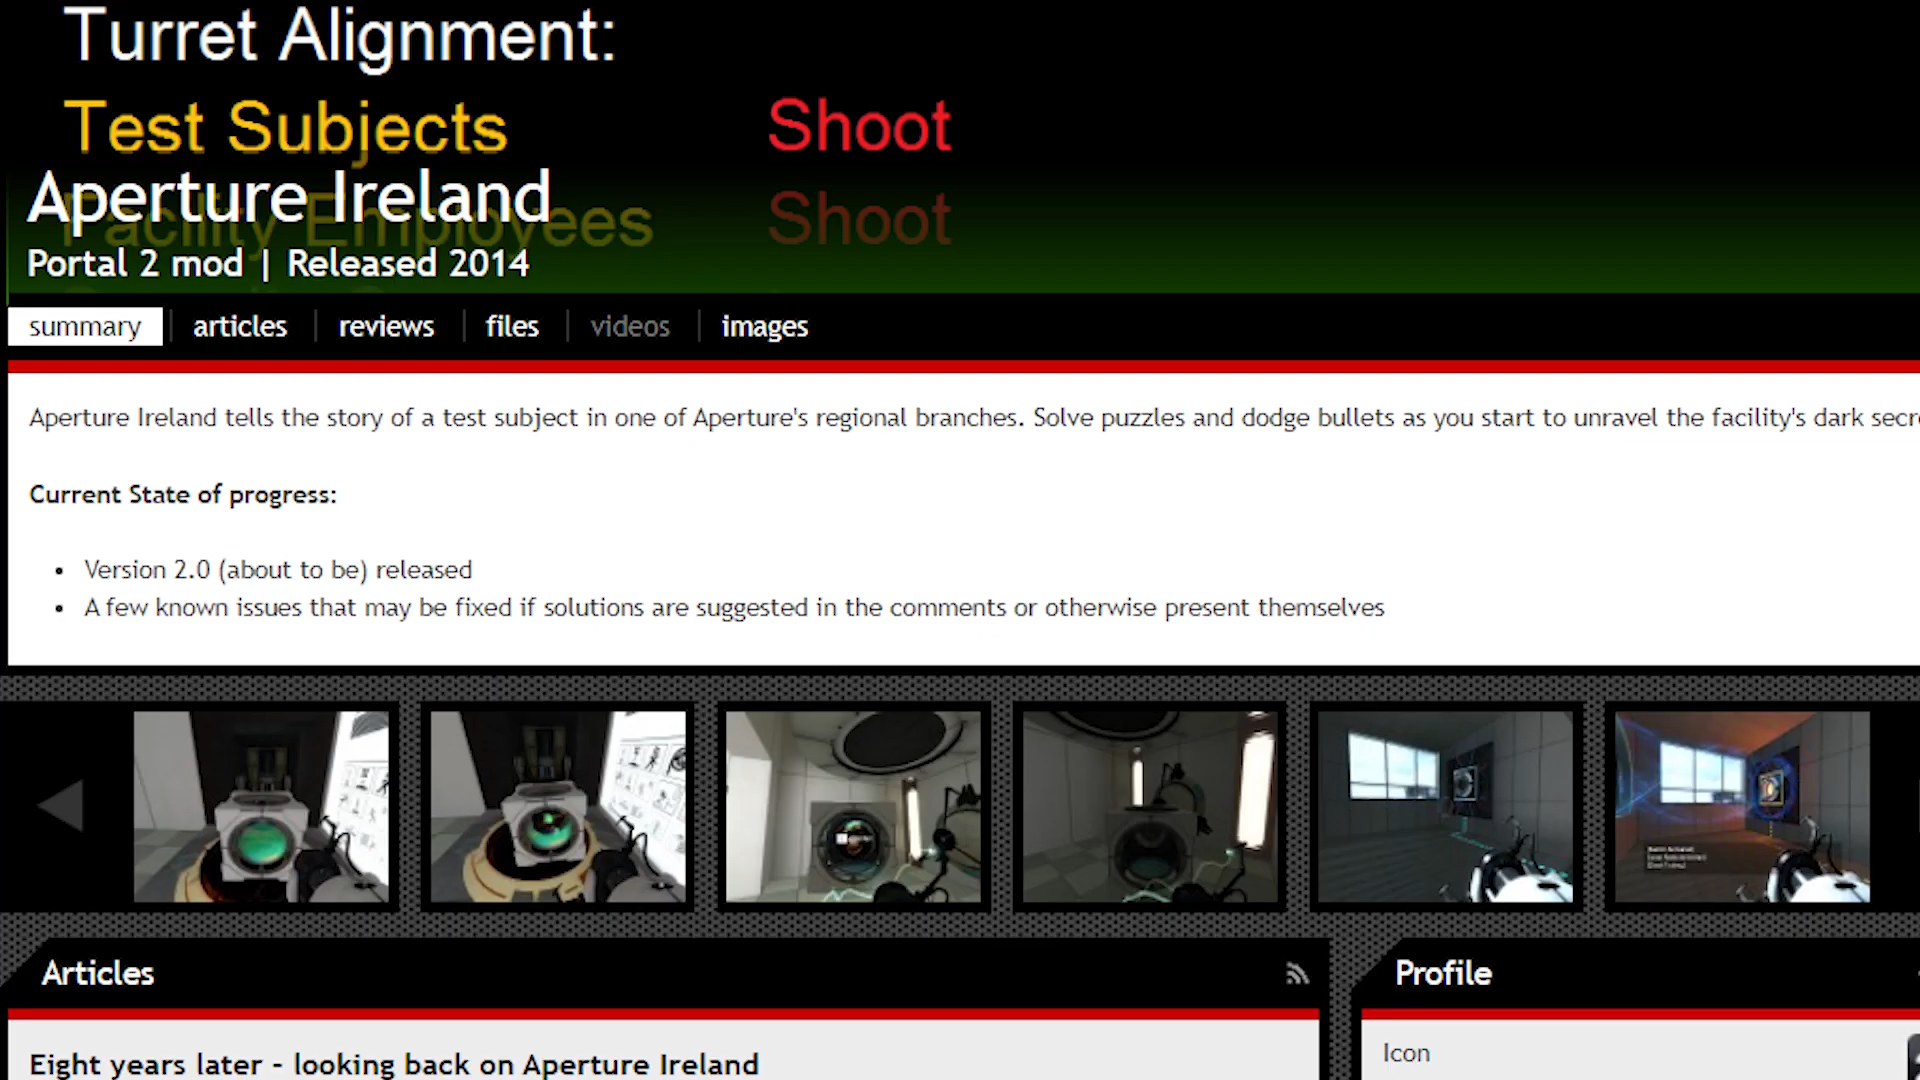 Turret Alignment:
Test Subjects Shoot
Facility Employees Shoot
Aperture Ireland
Portal 2 mod | Released 2014
summary articles reviews files videos images
Aperture Ireland tells the story of a test subject in one of Aperture's regional branches. Solve puzzles and dodge bullets as you start to unravel the facility's dark
Current State of progress:
• Version 2.0 (about to be) released
• A few known issues that may be fixed if solutions are suggested in the comments or otherwise present themselves
Articles
Profile
Eight years later - looking back on Aperture Ireland
Icon